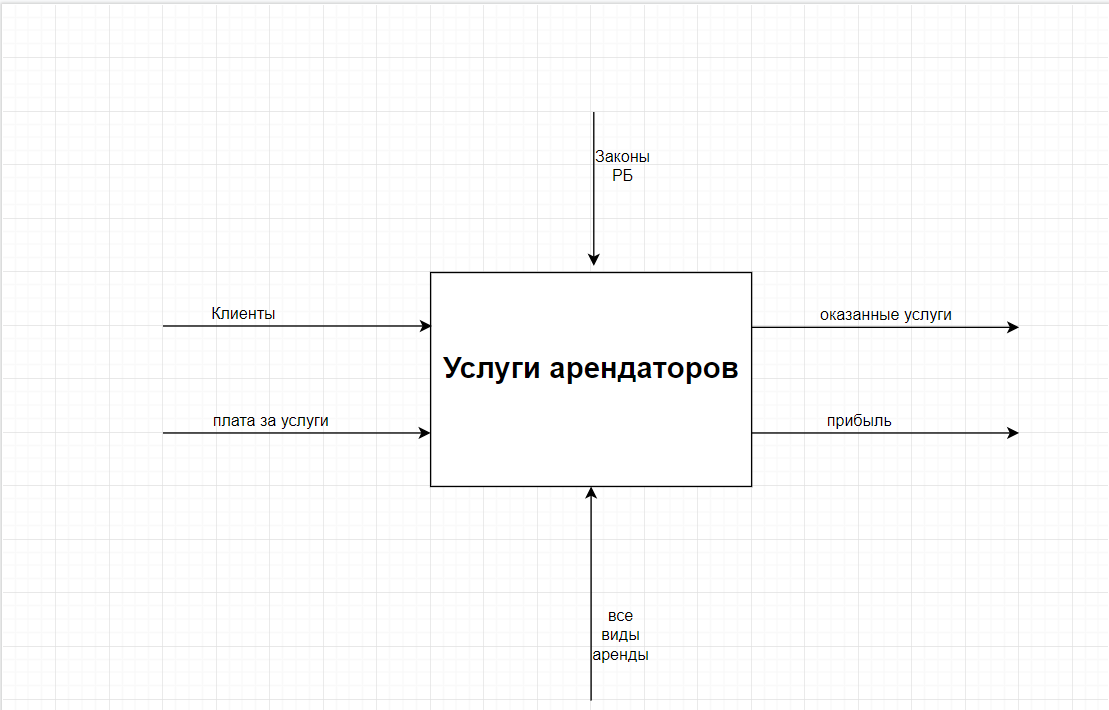 Законы
РБ
Клиенты
оказанные услуги
Услуги арендаторов
плата за услуги
прибыль
все
виды
аренды